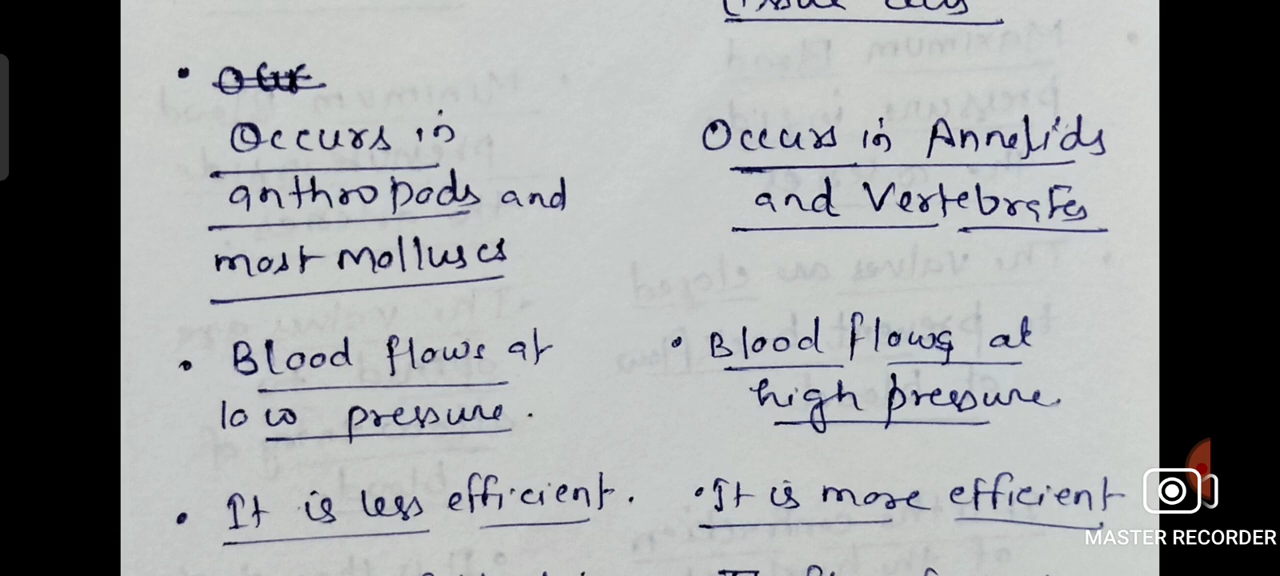 • Occurs in
anthropods and
most molluscs
Occurs in Annelids
and Vertebrates
• Blood flows at
low pressure.
• Blood flows at
high pressure.
• It is less efficient.
• It is more efficient
MASTER RECORDER